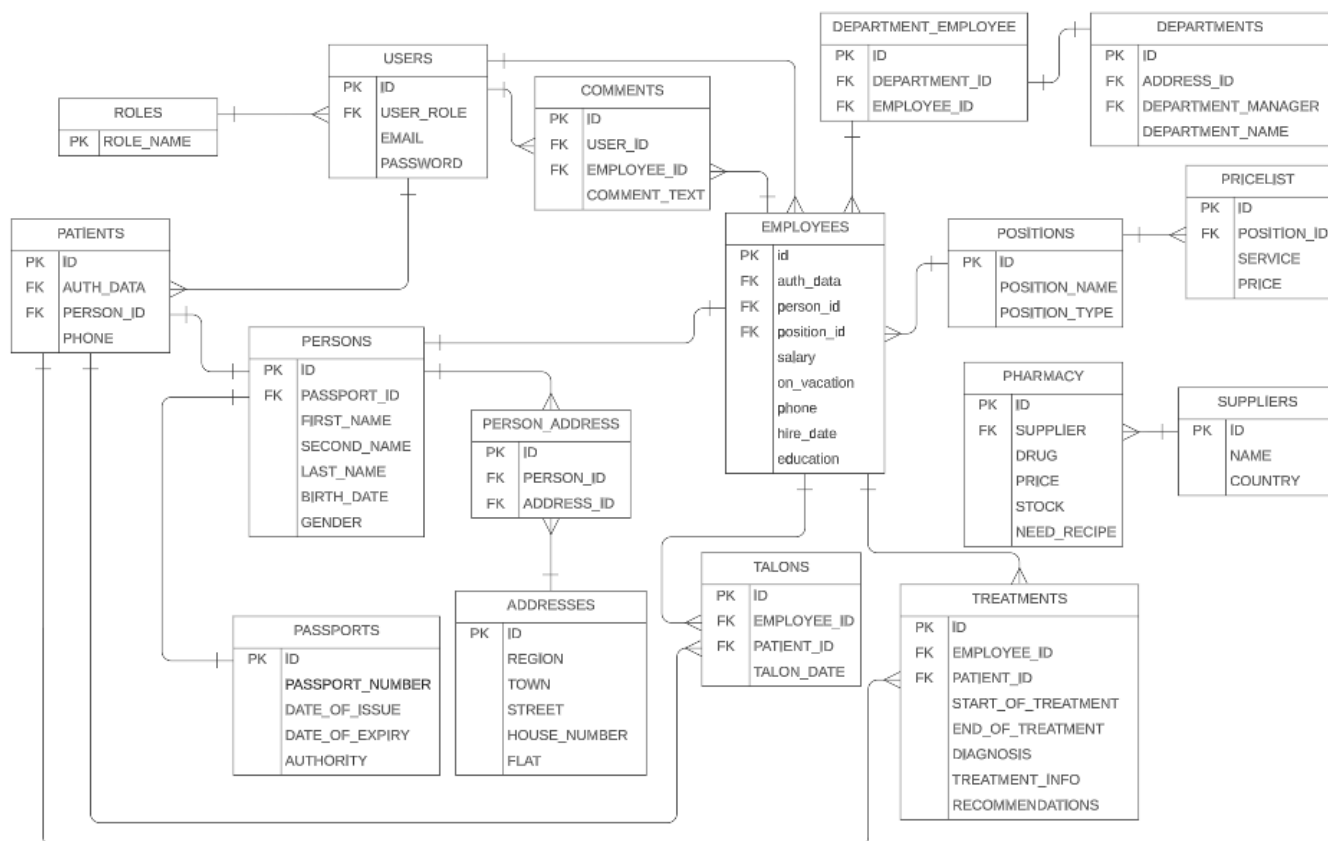 USERS
PK ID
FK USER_ROLE
EMAIL
PASSWORD
ROLES
PK ROLE_NAME
COMMENTS
PK ID
FK USER_ID
FK EMPLOYEE_ID
COMMENT_TEXT
DEPARTMENT_EMPLOYEE
PK ID
FK DEPARTMENT_ID
FK EMPLOYEE_ID
DEPARTMENTS
PK ID
FK ADDRESS_ID
FK DEPARTMENT_MANAGER
DEPARTMENT_NAME
PATIENTS
PK ID
FK AUTH_DATA
FK PERSON_ID
PHONE
EMPLOYEES
PK id
FK auth_data
FK person_id
FK position_id
salary
on_vacation
phone
hire_date
education
POSITIONS
PK ID
POSITION_NAME
POSITION_TYPE
PRICELIST
PK ID
FK POSITION_ID
SERVICE
PRICE
PERSONS
PK ID
FK PASSPORT_ID
FIRST_NAME
SECOND_NAME
LAST_NAME
BIRTH_DATE
GENDER
PERSON_ADDRESS
PK ID
FK PERSON_ID
FK ADDRESS_ID
PHARMACY
PK ID
FK SUPPLIER
DRUG
PRICE
STOCK
NEED_RECIPE
SUPPLIERS
PK ID
NAME
COUNTRY
PASSPORTS
PK ID
PASSPORT_NUMBER
DATE_OF_ISSUE
DATE_OF_EXPIRY
AUTHORITY
ADDRESSES
PK ID
REGION
TOWN
STREET
HOUSE_NUMBER
FLAT
TALONS
PK ID
FK EMPLOYEE_ID
FK PATIENT_ID
TALON_DATE
TREATMENTS
PK ID
FK EMPLOYEE_ID
FK PATIENT_ID
START_OF_TREATMENT
END_OF_TREATMENT
DIAGNOSIS
TREATMENT_INFO
RECOMMENDATIONS